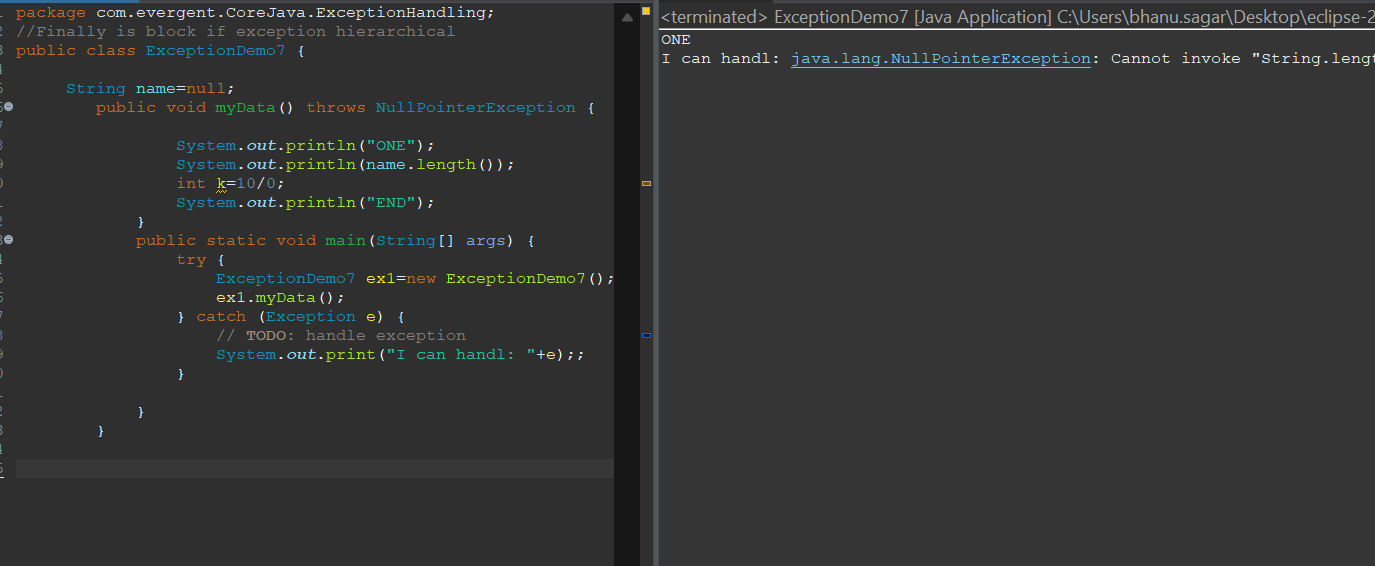 package com.evergent.CoreJava.ExceptionHandling;
//Finally is block if exception hierarchical
public class ExceptionDemo7 {
String name=null;
public void myData() throws NullPointerException {
System.out.println("ONE");
System.out.println(name.length());
int k=10/0;
System.out.println("END");
}
public static void main(String[] args) {
try {
ExceptionDemo7 ex1=new ExceptionDemo7();
ex1.myData();
} catch (Exception e) {
// TODO: handle exception
System.out.print("I can handl: "+e);;
}
}
}
<terminated> ExceptionDemo7 [Java Application] C:\Users\bhanu.sagar\Desktop\eclipse-2
ONE
I can handl: java.lang.NullPointerException: Cannot invoke "String.lengt